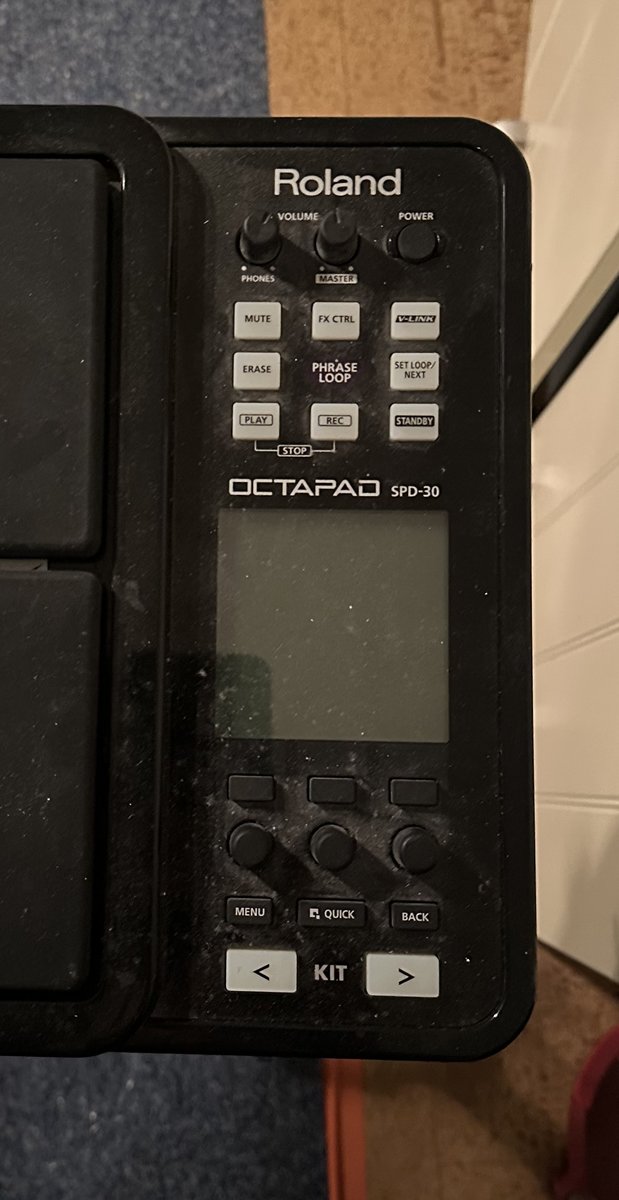 Roland
VOLUME POWER
PHONES MASTER
MUTE FX CTRL V-LINK
ERASE PHRASE LOOP SET LOOP/ NEXT
PLAY REC STANDBY
STOP
OCTAPAD SPD-30
MENU QUICK BACK
< KIT >